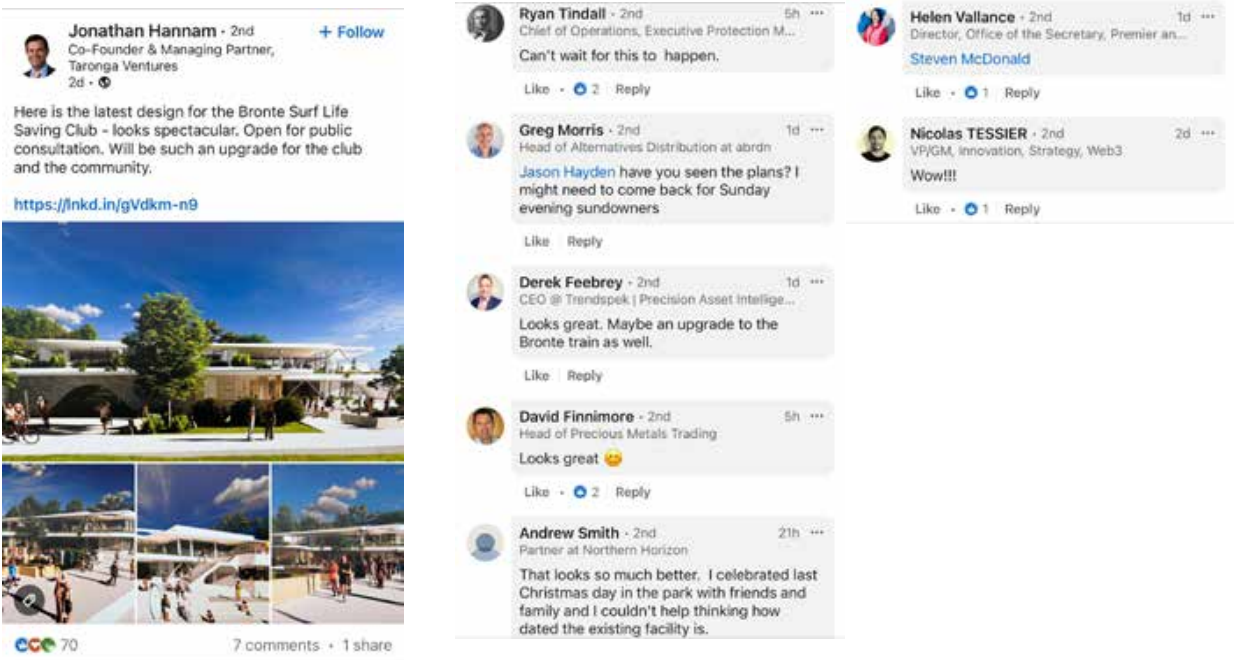 Jonathan Hannam · 2nd
+ Follow
Co-Founder & Managing Partner,
Taronga Ventures
2d ·
Here is the latest design for the Bronte Surf Life
Saving Club - looks spectacular. Open for public
consultation. Will be such an upgrade for the club
and the community.
https://lnkd.in/gVdkm-n9
70
7 comments · 1 share
Ryan Tindall · 2nd
5h ···
Chief of Operations, Executive Protection M...
Can't wait for this to happen.
Like · 2 Reply
Greg Morris · 2nd
1d ···
Head of Alternatives Distribution at abrdn
Jason Hayden have you seen the plans? I
might need to come back for Sunday
evening sundowners
Like Reply
Derek Feebrey · 2nd
1d ···
CEO @ Trendspek | Precision Asset Intellige...
Looks great. Maybe an upgrade to the
Bronte train as well.
Like Reply
David Finnimore · 2nd
5h ···
Head of Precious Metals Trading
Looks great 😀
Like · 2 Reply
Andrew Smith · 2nd
21h ···
Partner at Northern Horizon
That looks so much better. I celebrated last
Christmas day in the park with friends and
family and I couldn't help thinking how
dated the existing facility is.
Helen Vallance · 2nd
1d ···
Director, Office of the Secretary, Premier an...
Steven McDonald
Like · 1 Reply
Nicolas TESSIER · 2nd
2d ···
VP/GM, Innovation, Strategy, Web3
Wow!!!
Like · 1 Reply